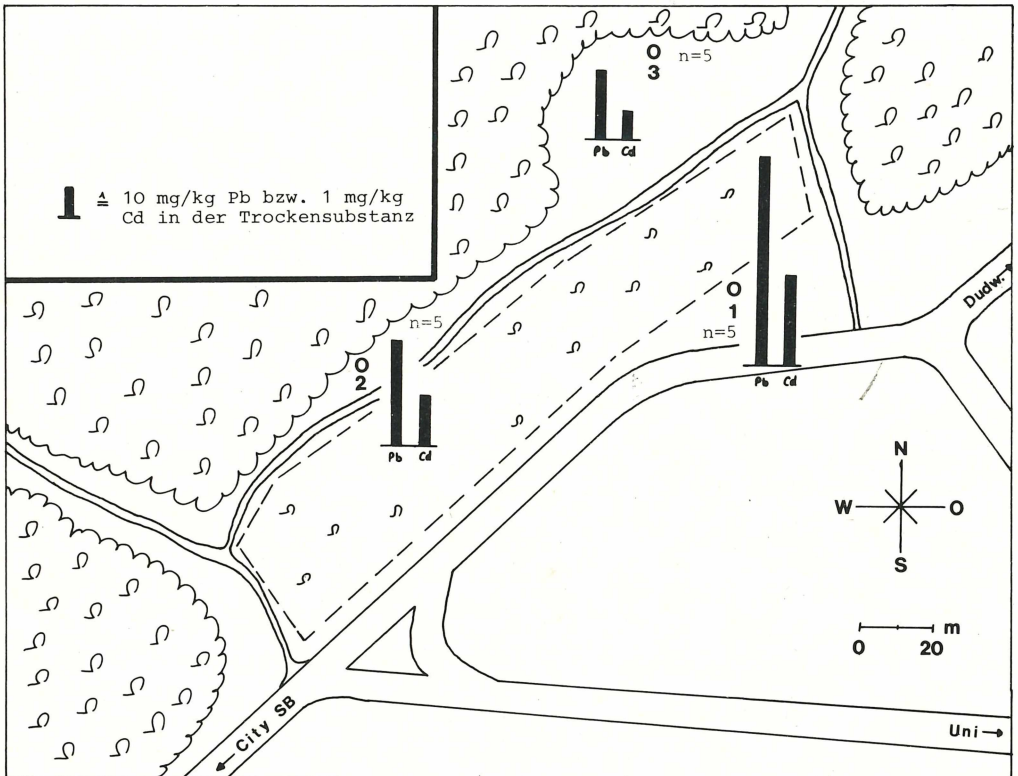 ≙ 10 mg/kg Pb bzw. 1 mg/kg
Cd in der Trockensubstanz
O
3
n=5
Pb Cd
O
1
n=5
Pb Cd
n=5
O
2
Pb Cd
Dudw.
N
W O
S
m
0 20
City SB
Uni